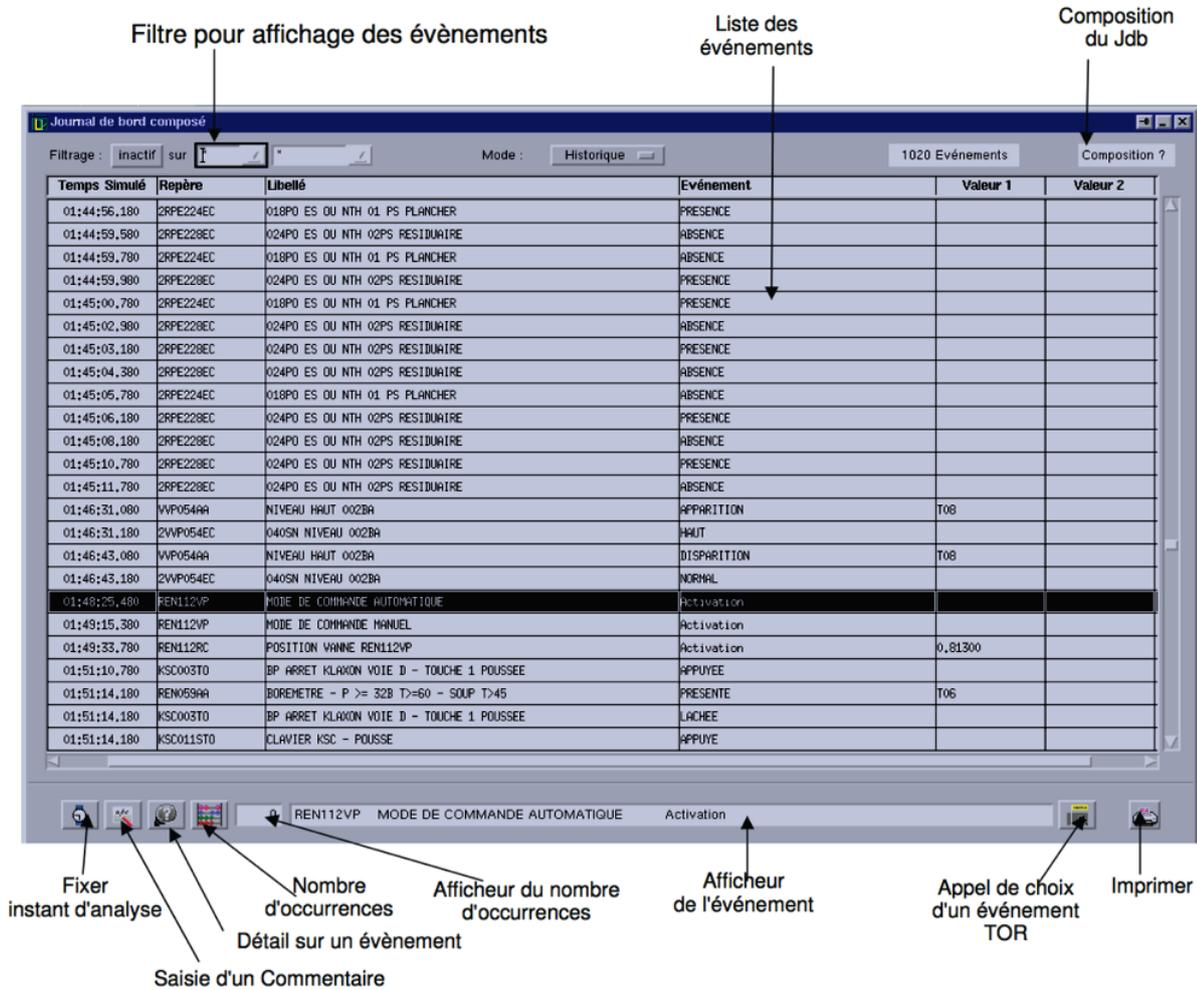 Filtre pour affichage des évènements
Liste des
événements
Composition
du Jdb
Journal de bord composé
Filtrage : inactif sur * * Mode : Historique 1020 Evénements Composition ?
Temps Simulé Repère Libellé Evénement Valeur 1 Valeur 2
01:44:56.180 2RPE224EC 018PO ES OU NTH 01 PS PLANCHER PRESENCE
01:44:59.580 2RPE228EC 024PO ES OU NTH 02PS RESIDUAIRE ABSENCE
01:44:59.780 2RPE224EC 018PO ES OU NTH 01 PS PLANCHER ABSENCE
01:44:59.980 2RPE228EC 024PO ES OU NTH 02PS RESIDUAIRE PRESENCE
01:45:00.780 2RPE224EC 018PO ES OU NTH 01 PS PLANCHER PRESENCE
01:45:02.980 2RPE228EC 024PO ES OU NTH 02PS RESIDUAIRE ABSENCE
01:45:03.180 2RPE228EC 024PO ES OU NTH 02PS RESIDUAIRE PRESENCE
01:45:04.380 2RPE228EC 024PO ES OU NTH 02PS RESIDUAIRE ABSENCE
01:45:05.780 2RPE224EC 018PO ES OU NTH 01 PS PLANCHER ABSENCE
01:45:06.180 2RPE228EC 024PO ES OU NTH 02PS RESIDUAIRE PRESENCE
01:45:08.180 2RPE228EC 024PO ES OU NTH 02PS RESIDUAIRE ABSENCE
01:45:10.780 2RPE228EC 024PO ES OU NTH 02PS RESIDUAIRE PRESENCE
01:45:11.780 2RPE228EC 024PO ES OU NTH 02PS RESIDUAIRE ABSENCE
01:46:31.080 VVP054AA NIVEAU HAUT 002BA APPARITION T08
01:46:31.180 2VVP054EC 040SN NIVEAU 002BA HAUT
01:46:43.080 VVP054AA NIVEAU HAUT 002BA DISPARITION T08
01:46:43.180 2VVP054EC 040SN NIVEAU 002BA NORMAL
01:48:25.480 REN112VP MODE DE COMMANDE AUTOMATIQUE Activation
01:49:15.380 REN112VP MODE DE COMMANDE MANUEL Activation
01:49:33.780 REN112RC POSITION VANNE REN112VP Activation 0.81300
01:51:10.780 KSC003TO BP ARRET KLAXON VOIE D - TOUCHE 1 POUSSEE APPUYEE
01:51:14.180 REN059AA BOREMETRE - P >= 32B T>=60 - SOUP T>45 PRESENTE T06
01:51:14.180 KSC003TO BP ARRET KLAXON VOIE D - TOUCHE 1 POUSSEE LACHEE
01:51:14.180 KSC011STO CLAVIER KSC - POUSSE APPUYE
REN112VP MODE DE COMMANDE AUTOMATIQUE Activation
Fixer
instant d'analyse
Nombre
d'occurrences
Afficheur du nombre
d'occurrences
Afficheur
de l'événement
Appel de choix
d'un événement
TOR
Imprimer
Détail sur un évènement
Saisie d'un Commentaire